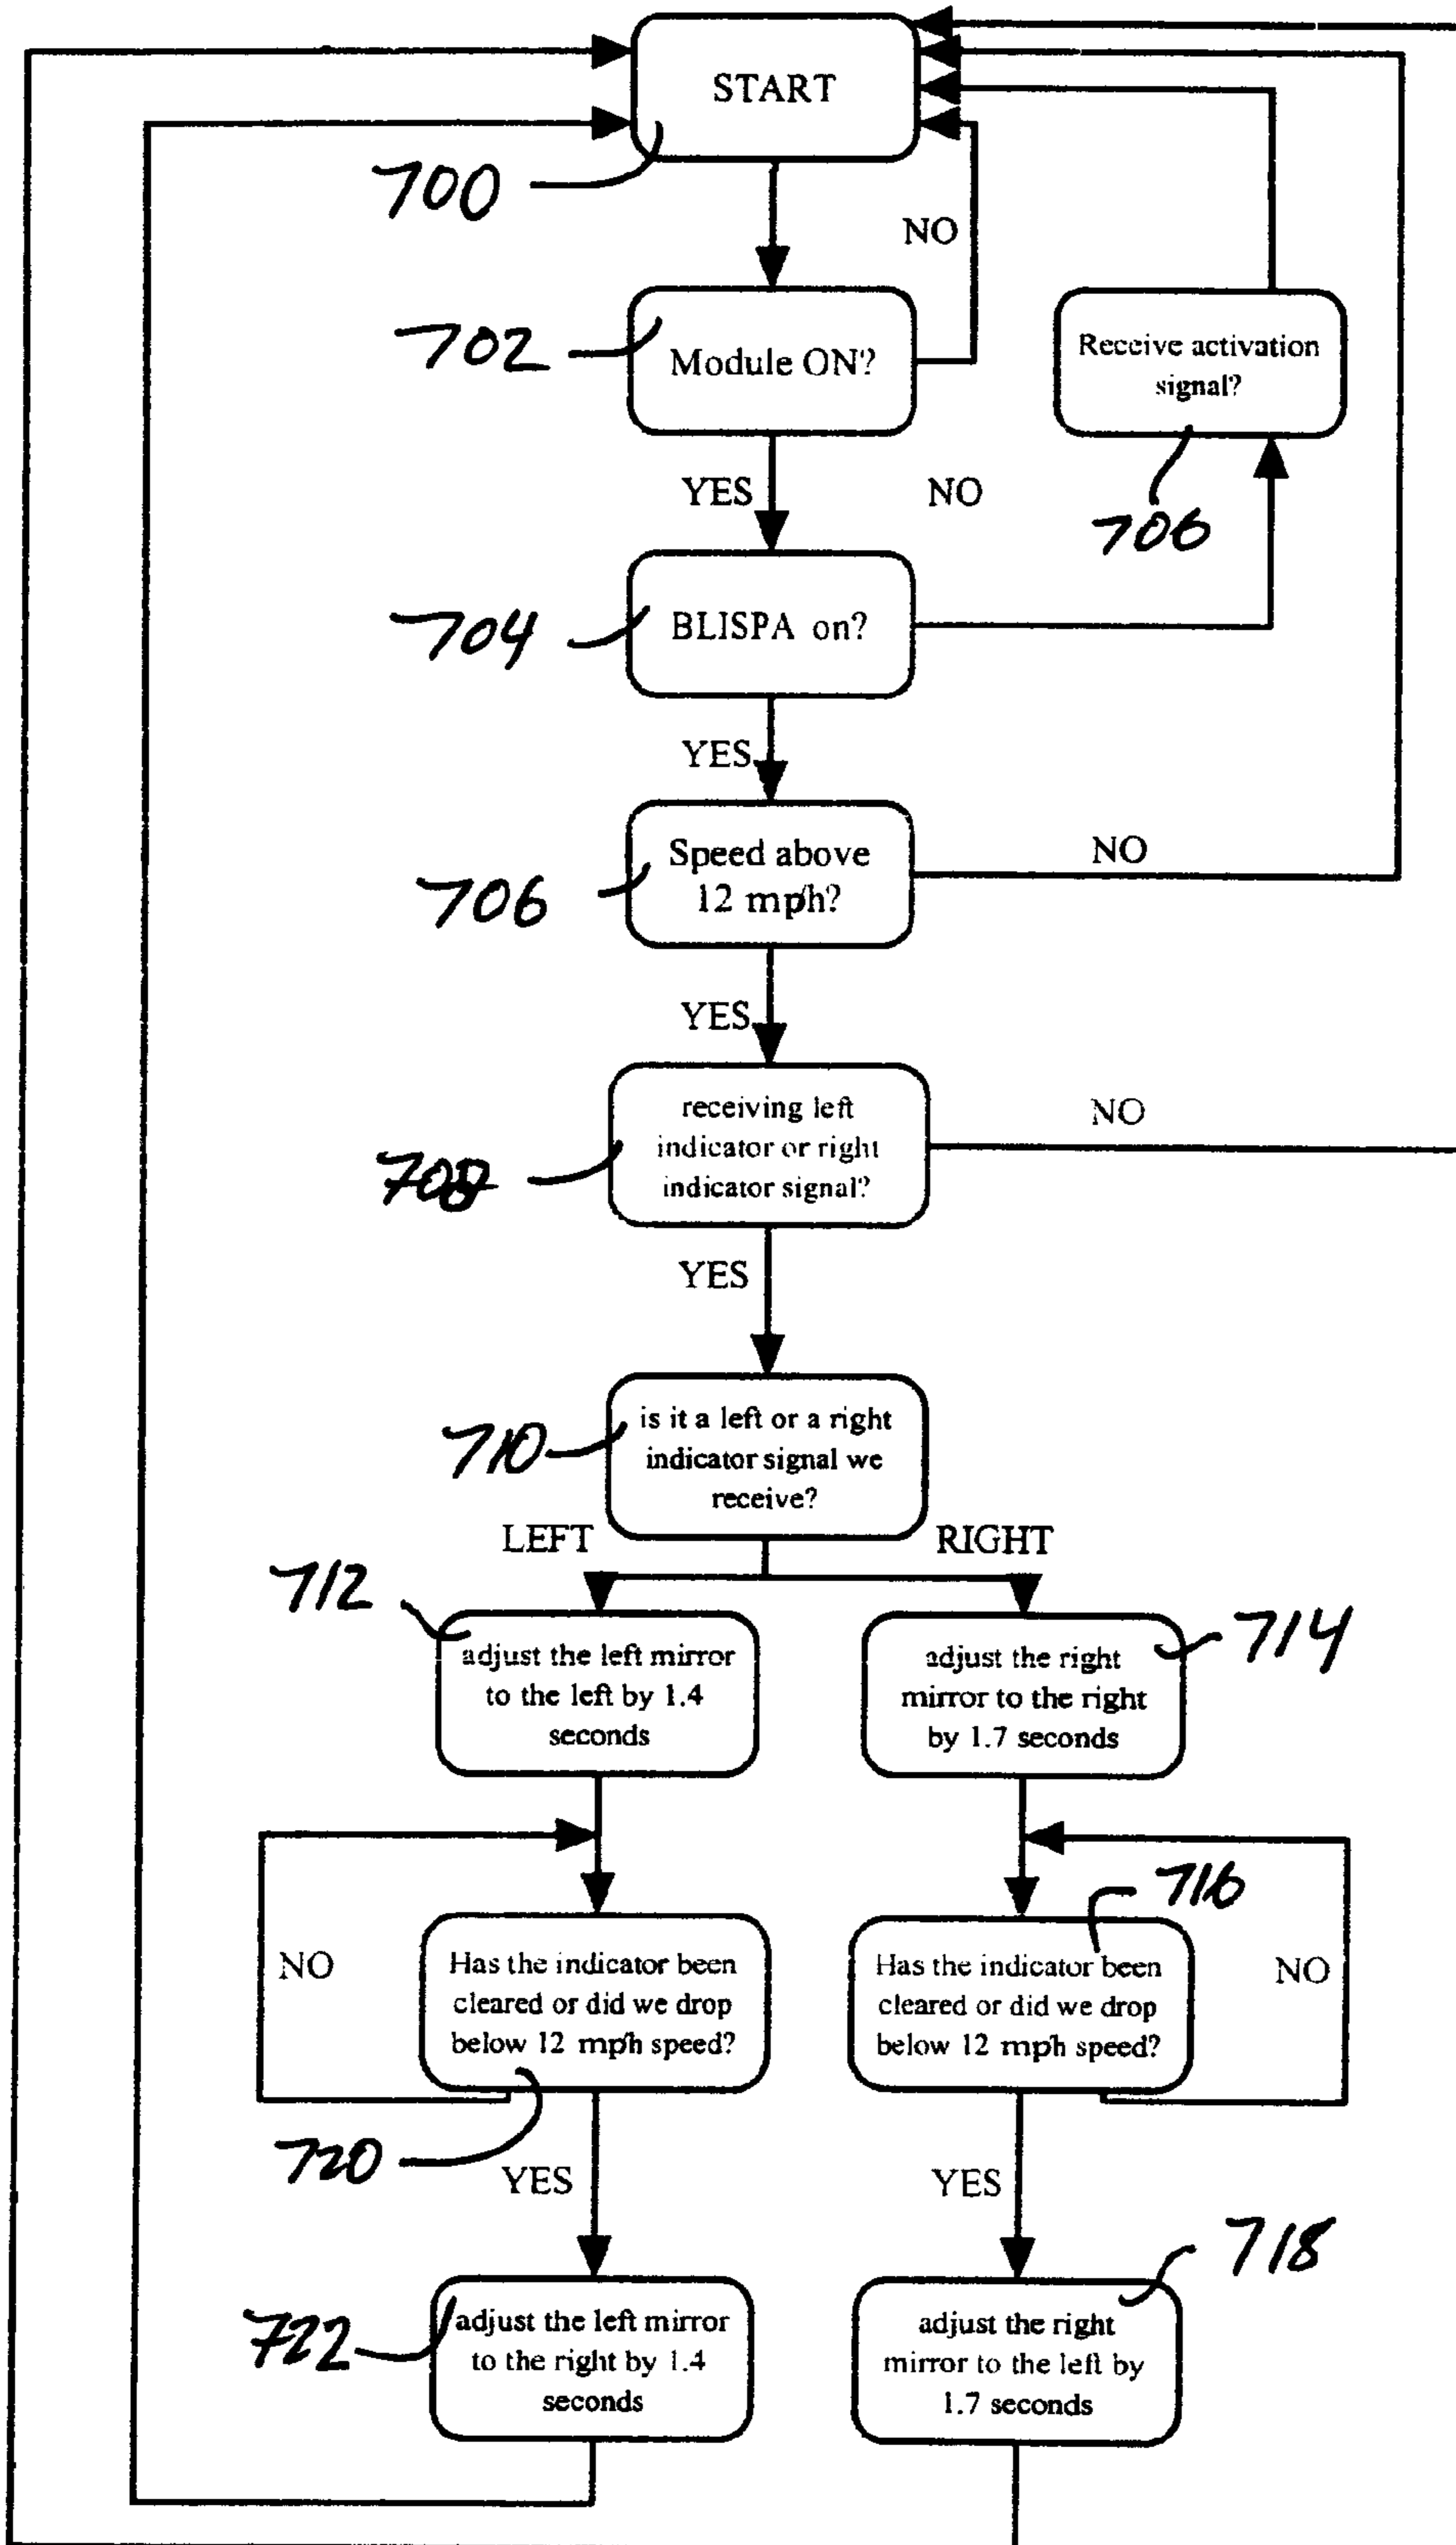 START
700
NO
702
Module ON?
Receive activation
signal?
YES
NO
706
704
BLISPA on?
YES
706
Speed above
12 mph?
NO
YES
receiving left
indicator or right
indicator signal?
NO
YES
710
is it a left or a right
indicator signal we
receive?
LEFT
RIGHT
712
adjust the left mirror
to the left by 1.4
seconds
adjust the right
mirror to the right
by 1.7 seconds
714
716
NO
Has the indicator been
cleared or did we drop
below 12 mph speed?
Has the indicator been
cleared or did we drop
below 12 mph speed?
NO
720
YES
YES
718
722
adjust the left mirror
to the right by 1.4
seconds
adjust the right
mirror to the left by
1.7 seconds